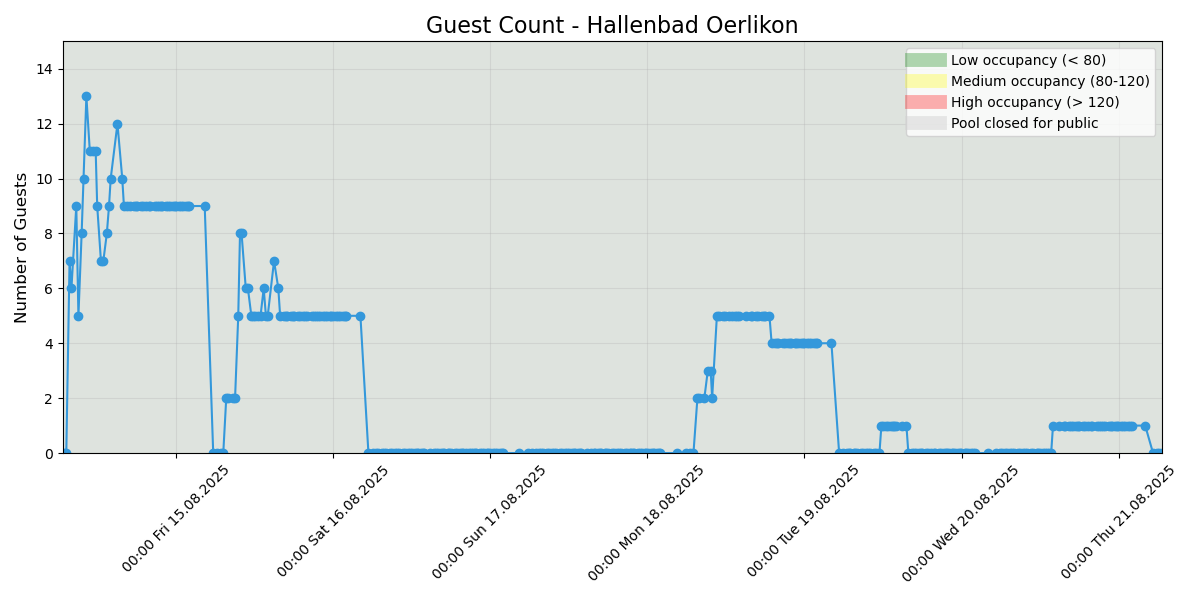 Guest Count - Hallenbad Oerlikon
Number of Guests
14
12
10
8
6
4
2
0
Low occupancy (< 80)
Medium occupancy (80-120)
High occupancy (> 120)
Pool closed for public
00:00 Fri 15.08.2025
00:00 Sat 16.08.2025
00:00 Sun 17.08.2025
00:00 Mon 18.08.2025
00:00 Tue 19.08.2025
00:00 Wed 20.08.2025
00:00 Thu 21.08.2025